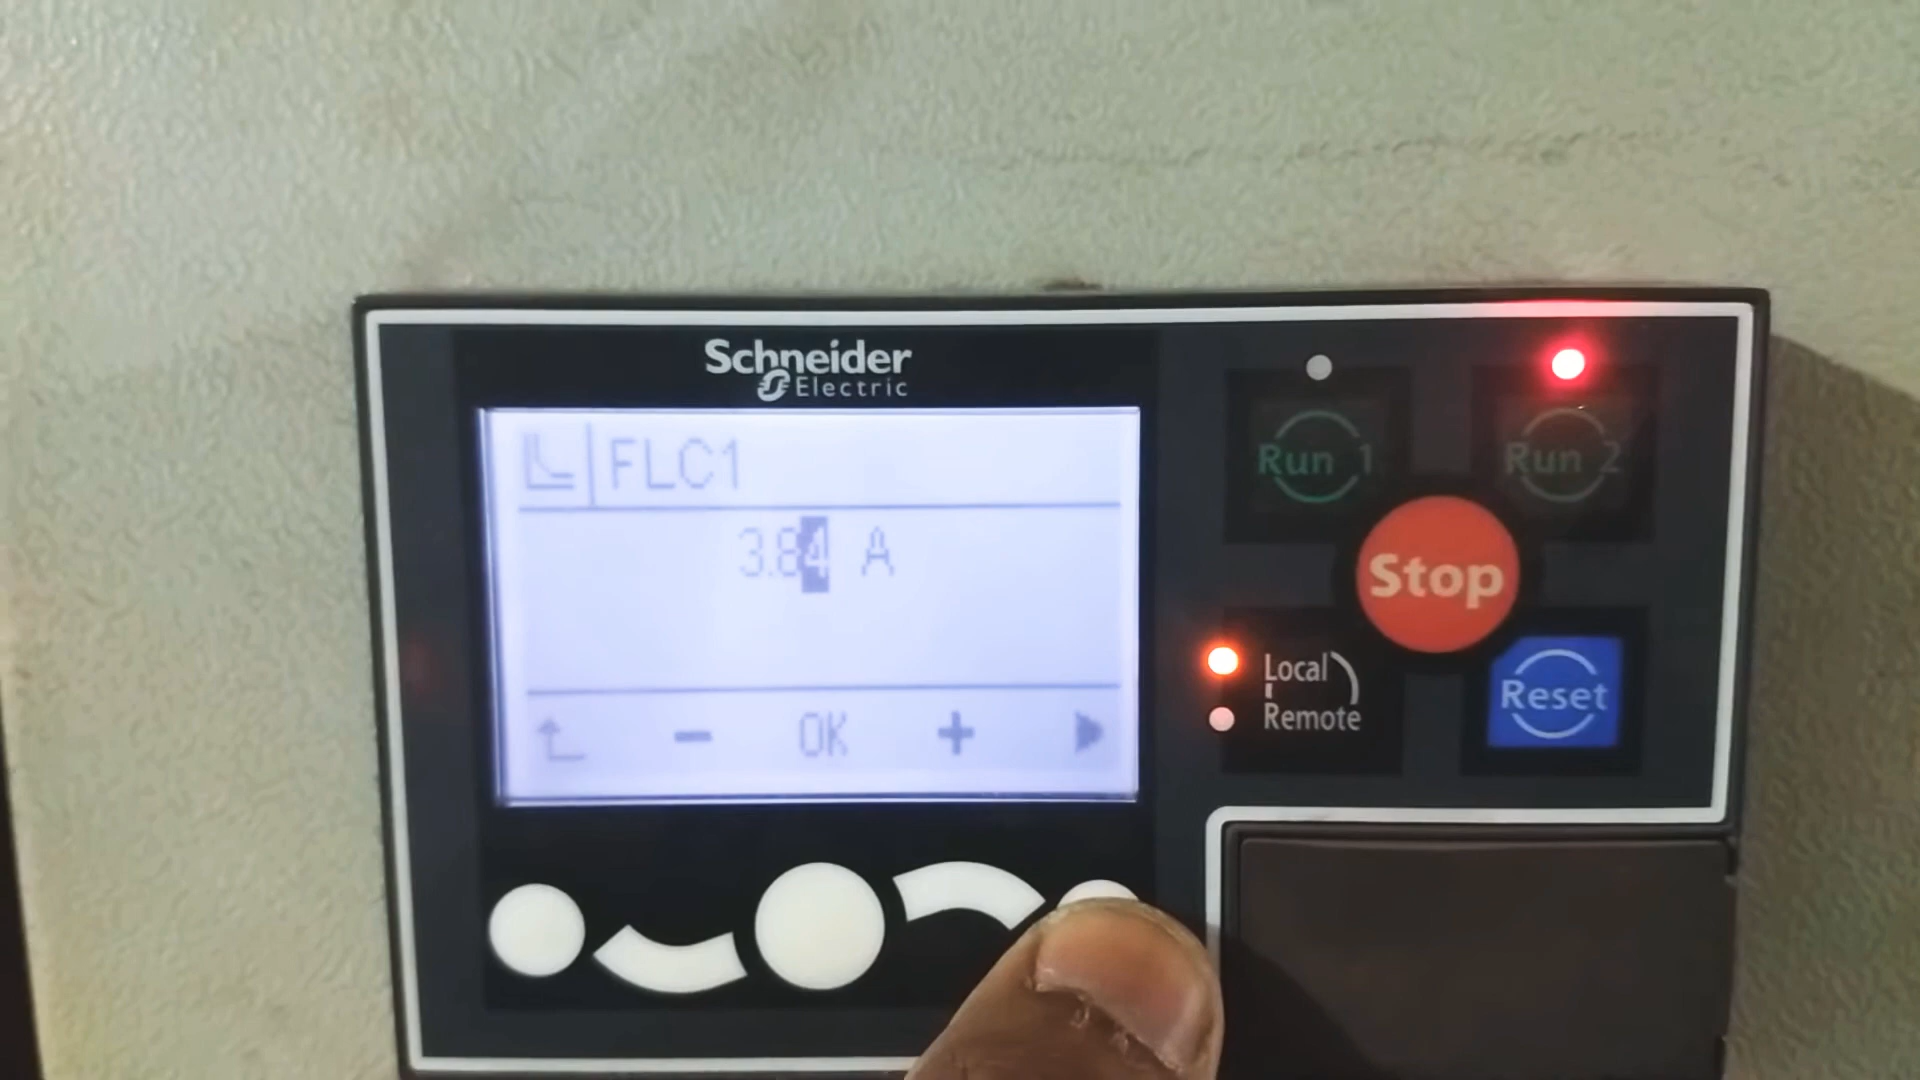 Schneider
Electric
FLC1
3.84 A
- OK +
Run 1
Run 2
Stop
Local
Remote
Reset